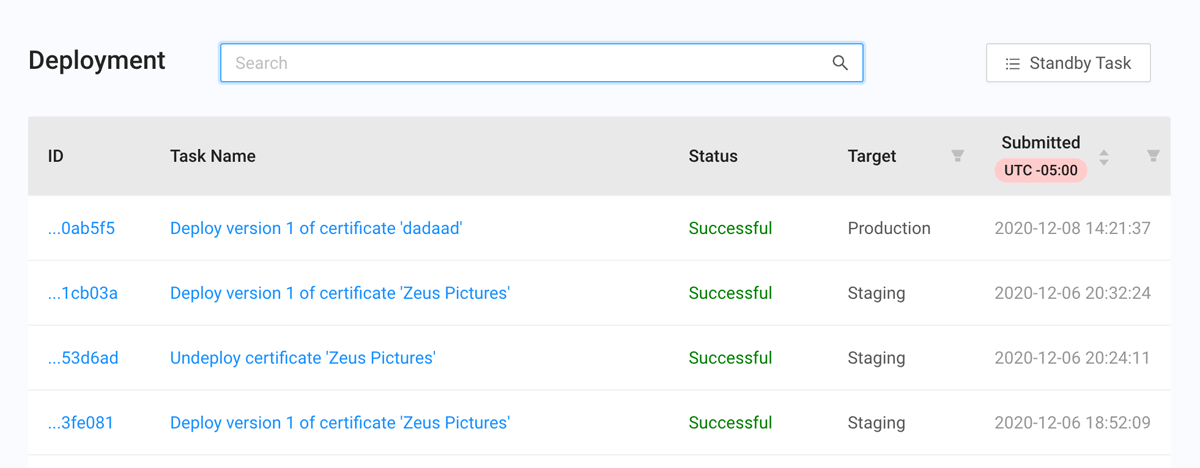 Deployment
Search
Standby Task
ID Task Name Status Target Submitted
UTC -05:00
...0ab5f5 Deploy version 1 of certificate 'dadaad' Successful Production 2020-12-08 14:21:37
...1cb03a Deploy version 1 of certificate 'Zeus Pictures' Successful Staging 2020-12-06 20:32:24
...53d6ad Undeploy certificate 'Zeus Pictures' Successful Staging 2020-12-06 20:24:11
...3fe081 Deploy version 1 of certificate 'Zeus Pictures' Successful Staging 2020-12-06 18:52:09